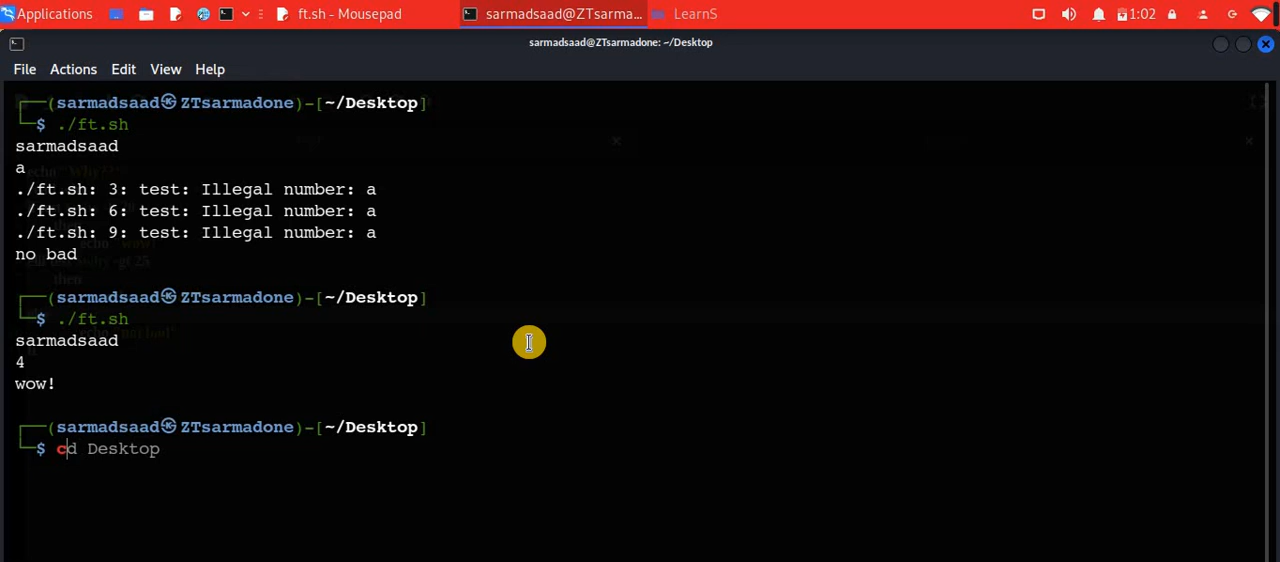 Applications
ft.sh - Mousepad
sarmadsaad@ZTsarma...
LearnS
1:02
sarmadsaad@ZTsarmadone: ~/Desktop
File Actions Edit View Help
(sarmadsaad㉿ZTsarmadone)-[~/Desktop]
$ ./ft.sh
sarmadsaad
a
./ft.sh: 3: test: Illegal number: a
./ft.sh: 6: test: Illegal number: a
./ft.sh: 9: test: Illegal number: a
no bad
(sarmadsaad㉿ZTsarmadone)-[~/Desktop]
$ ./ft.sh
sarmadsaad
4
wow!
(sarmadsaad㉿ZTsarmadone)-[~/Desktop]
$ cd Desktop